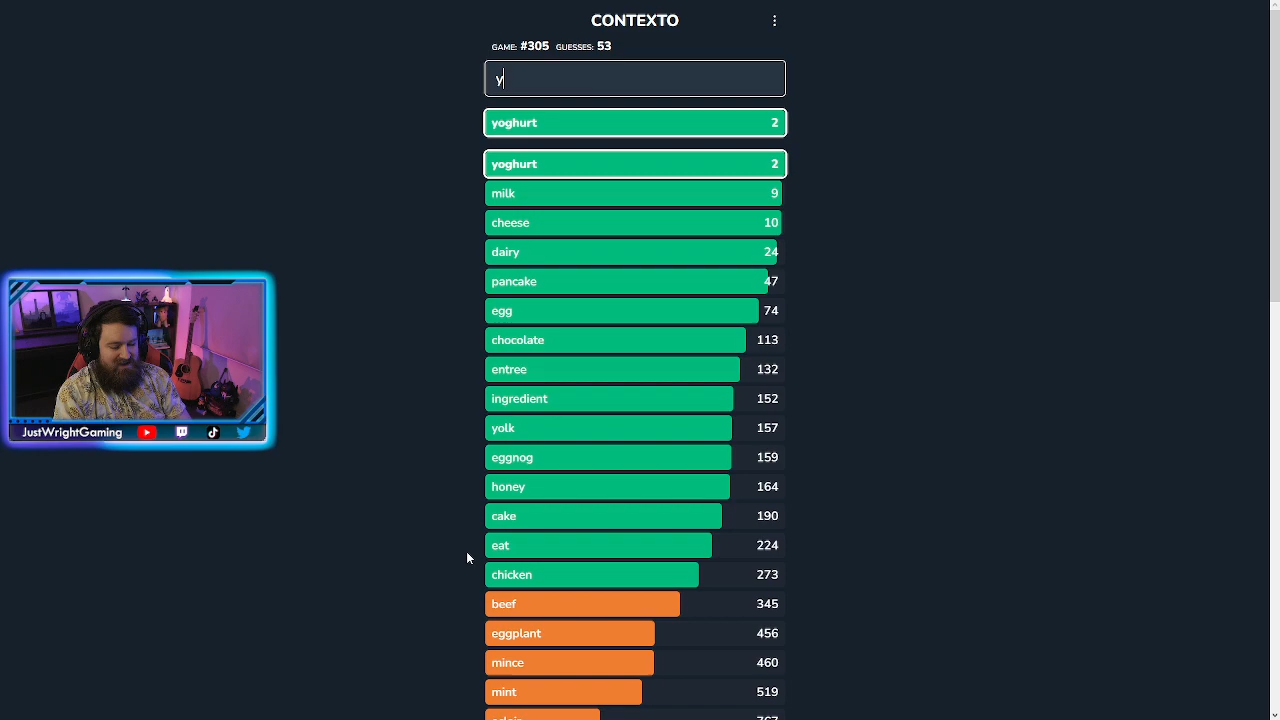 CONTEXTO
GAME: #305 GUESSES: 53
y
yoghurt 2
yoghurt 2
milk 9
cheese 10
dairy 24
pancake 47
egg 74
chocolate 113
entree 132
ingredient 152
yolk 157
eggnog 159
honey 164
cake 190
eat 224
chicken 273
beef 345
eggplant 456
mince 460
mint 519
JustWrightGaming